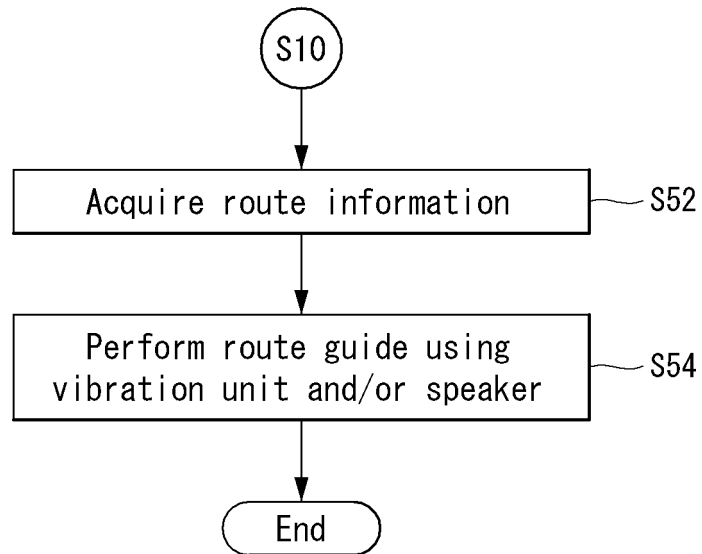 S10
Acquire route information
S52
Perform route guide using
vibration unit and/or speaker
S54
End